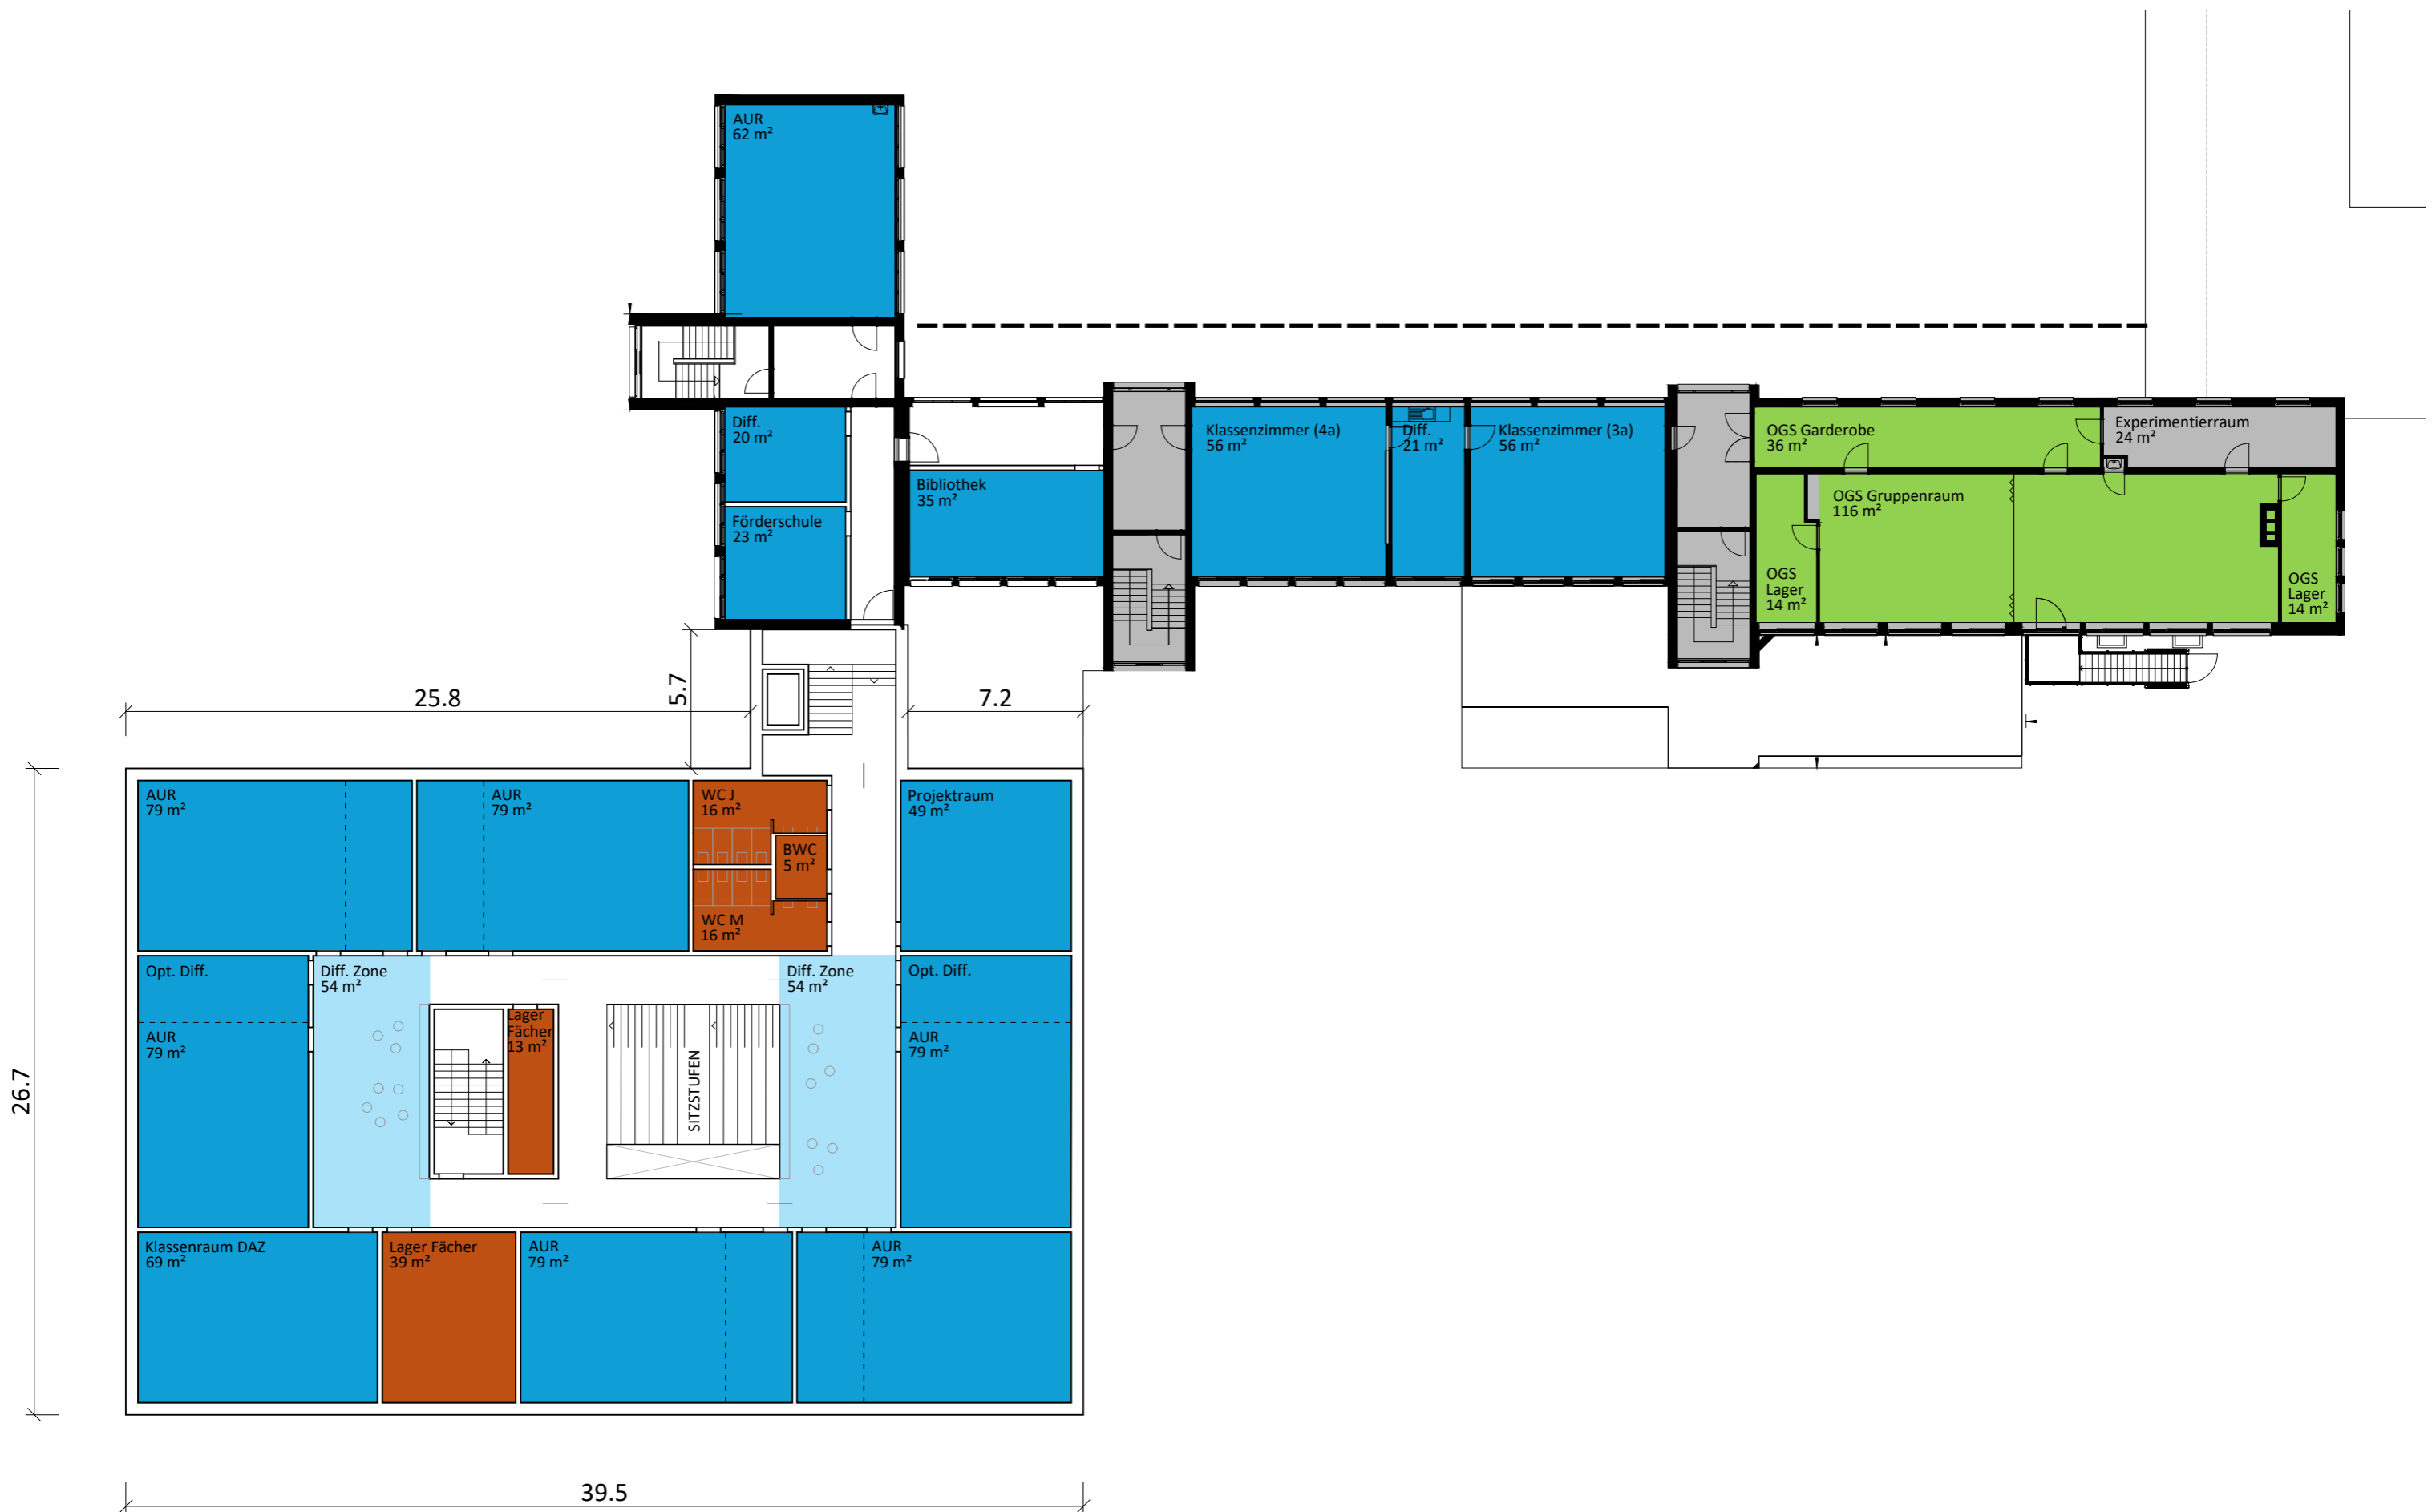 AUR
62 m²
Diff.
20 m²
Förderschule
23 m²
Bibliothek
35 m²
Klassenzimmer (4a)
56 m²
Diff.
21 m²
Klassenzimmer (3a)
56 m²
OGS Garderobe
36 m²
Experimentierraum
24 m²
OGS Gruppenraum
116 m²
OGS
Lager
14 m²
OGS
Lager
14 m²
25.8
5.7
7.2
AUR
79 m²
AUR
79 m²
WC J
16 m²
BWC
5 m²
WC M
16 m²
Projektraum
49 m²
Opt. Diff.
AUR
79 m²
Diff. Zone
54 m²
Lager
Fächer
13 m²
SITZSTUFEN
Diff. Zone
54 m²
Opt. Diff.
AUR
79 m²
26.7
Klassenraum DAZ
69 m²
Lager Fächer
39 m²
AUR
79 m²
AUR
79 m²
39.5